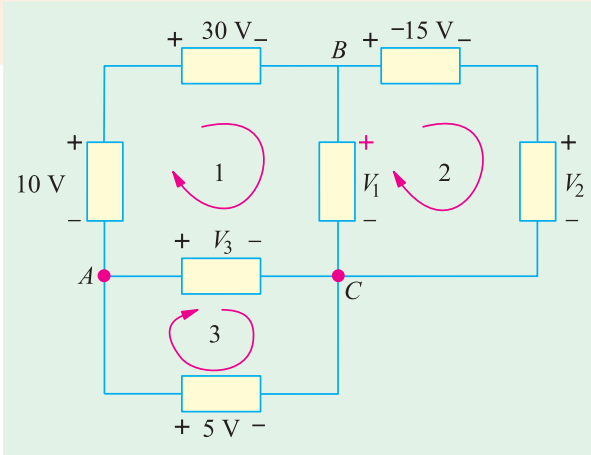 + 30 V –
B
+ –15 V –
+
10 V
–
1
+
V1
–
2
+
V2
–
+ V3 –
A
C
3
+ 5 V –